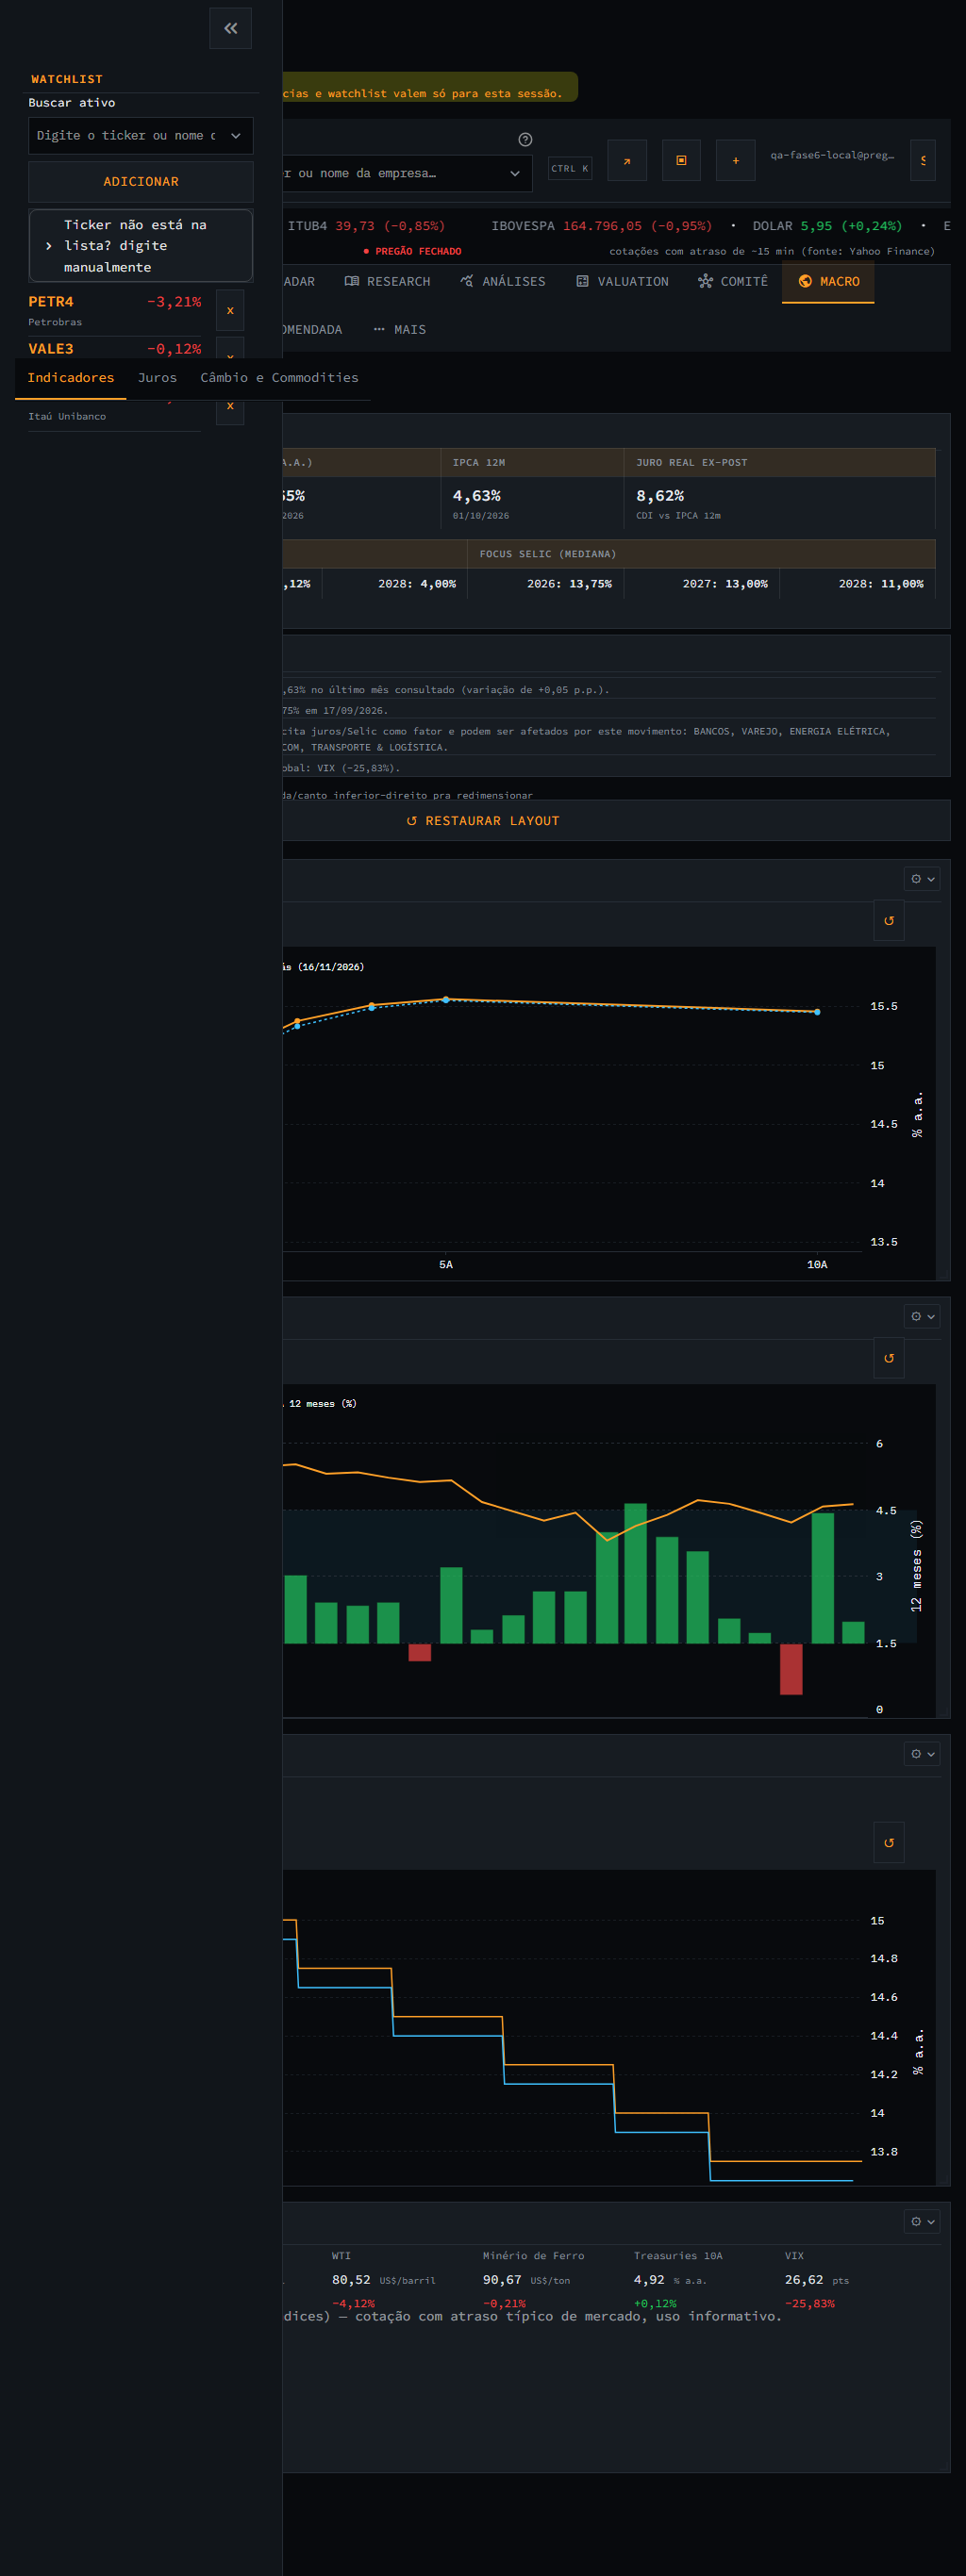 WATCHLIST
Buscar ativo
Digite o ticker ou nome
ADICIONAR
Ticker não está na
lista? digite
manualmente
PETR4 -3,21% x
Petrobras
VALE3 -0,12%
Itaú Unibanco x
cias e watchlist valem só para esta sessão.
ou nome da empresa…
CTRL K
+
qa-fase6-local@preg…
ITUB4 39,73 (-0,85%) IBOVESPA 164.796,05 (-0,95%) • DOLAR 5,95 (+0,24%) •
● PREGÃO FECHADO
cotações com atraso de ~15 min (fonte: Yahoo Finance)
RESEARCH
ANÁLISES
VALUATION
COMITÊ
MACRO
MAIS
Indicadores Juros Câmbio e Commodities
IPCA 12M JURO REAL EX-POST
4,63% 8,62%
01/10/2026 CDI vs IPCA 12m
FOCUS SELIC (MEDIANA)
,12% 2028: 4,00% 2026: 13,75% 2027: 13,00% 2028: 11,00%
,63% no último mês consultado (variação de +0,05 p.p.).
75% em 17/09/2026.
cita juros/Selic como fator e podem ser afetados por este movimento: BANCOS, VAREJO, ENERGIA ELÉTRICA,
COM, TRANSPORTE & LOGÍSTICA.
obal: VIX (-25,83%).
da/canto inferior-direito pra redimensionar
↺ RESTAURAR LAYOUT
↺
(16/11/2026)
15.5
15
14.5
14
13.5
% a.a.
5A 10A
↺
12 meses (%)
6
4.5
3
1.5
0
12 meses (%)
↺
15
14.8
14.6
14.4
14.2
14
13.8
% a.a.
WTI Minério de Ferro Treasuries 10A VIX
80,52 US$/barril 90,67 US$/ton 4,92 % a.a. 26,62 pts
-4,12% -0,21% +0,12% -25,83%
dices) — cotação com atraso típico de mercado, uso informativo.